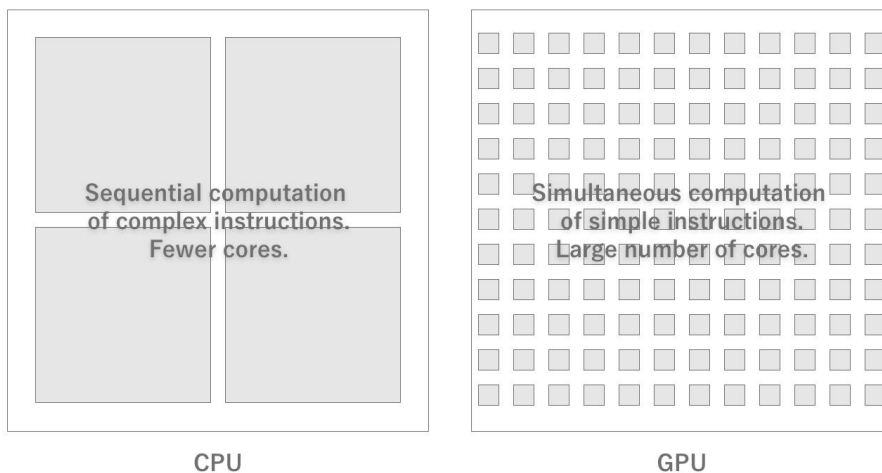 Sequential computation
of complex instructions.
Fewer cores.
CPU
Simultaneous computation
of simple instructions.
Large number of cores.
GPU